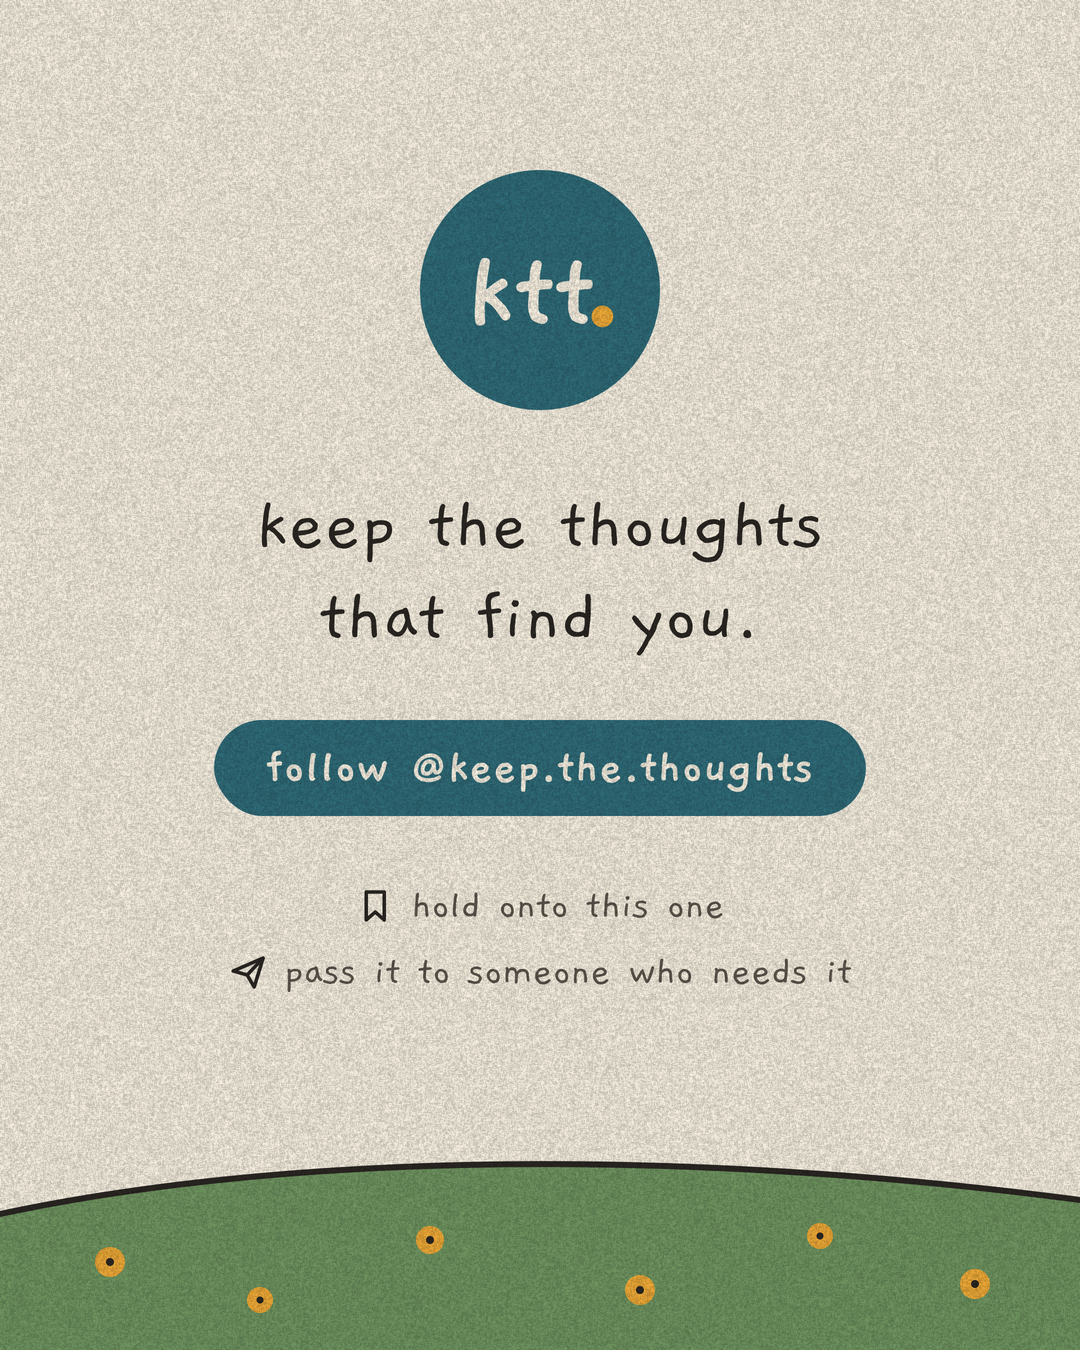 ktt.
keep the thoughts
that find you.
follow @keep.the.thoughts
hold onto this one
pass it to someone who needs it